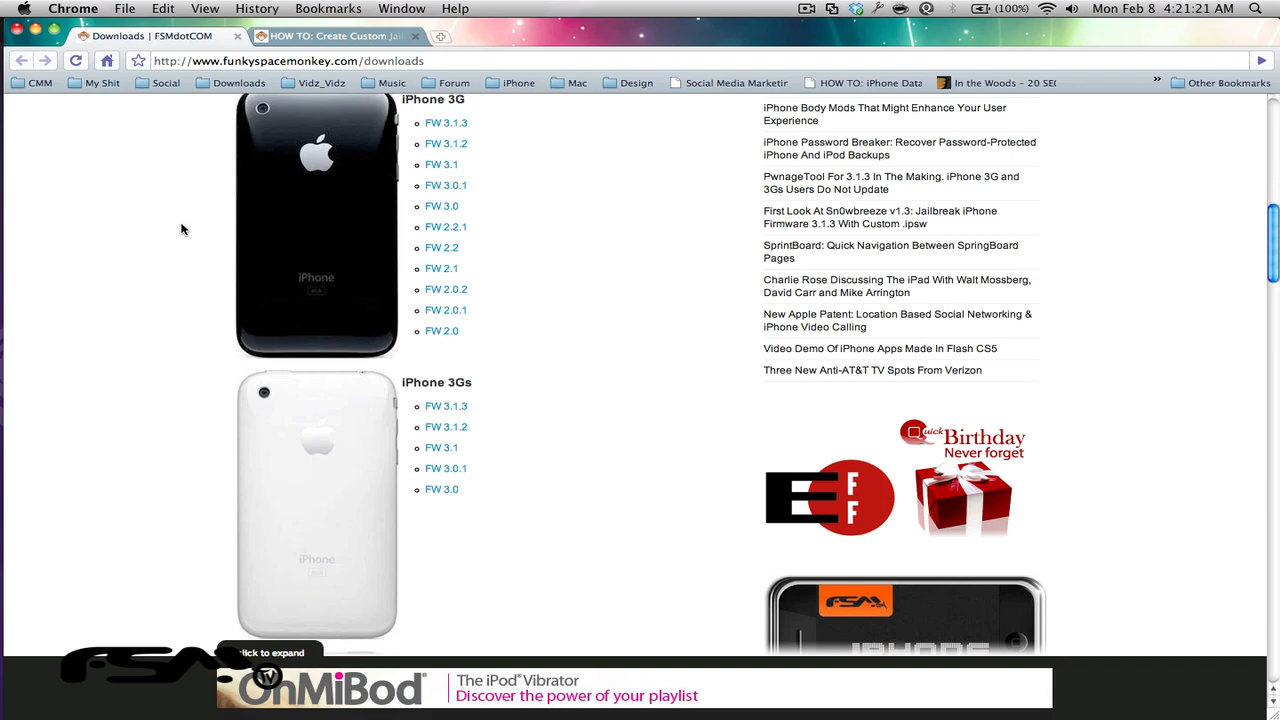 Chrome File Edit View History Bookmarks Window Help (100%) Mon Feb 8 4:21:21 AM
Downloads | FSMdotCOM HOW TO: Create Custom Jail
http://www.funkyspacemonkey.com/downloads
CMM My Shit Social Downloads Vidz_Vidz Music Forum iPhone Mac Design Social Media Marketir HOW TO: iPhone Data In the Woods - 20 SEC » Other Bookmarks
iPhone 3G
FW 3.1.3
FW 3.1.2
FW 3.1
FW 3.0.1
FW 3.0
FW 2.2.1
FW 2.2
FW 2.1
FW 2.0.2
FW 2.0.1
FW 2.0
iPhone
iPhone 3Gs
FW 3.1.3
FW 3.1.2
FW 3.1
FW 3.0.1
FW 3.0
iPhone
iPhone Body Mods That Might Enhance Your User
Experience
iPhone Password Breaker: Recover Password-Protected
iPhone And iPod Backups
PwnageTool For 3.1.3 In The Making. iPhone 3G and
3Gs Users Do Not Update
First Look At Sn0wbreeze v1.3: Jailbreak iPhone
Firmware 3.1.3 With Custom .ipsw
SprintBoard: Quick Navigation Between SpringBoard
Pages
Charlie Rose Discussing The iPad With Walt Mossberg,
David Carr and Mike Arrington
New Apple Patent: Location Based Social Networking &
iPhone Video Calling
Video Demo Of iPhone Apps Made In Flash CS5
Three New Anti-AT&T TV Spots From Verizon
EFF
Quick
Birthday
Never forget
FSM
FSM
OhMiBod®
The iPod® Vibrator
Discover the power of your playlist